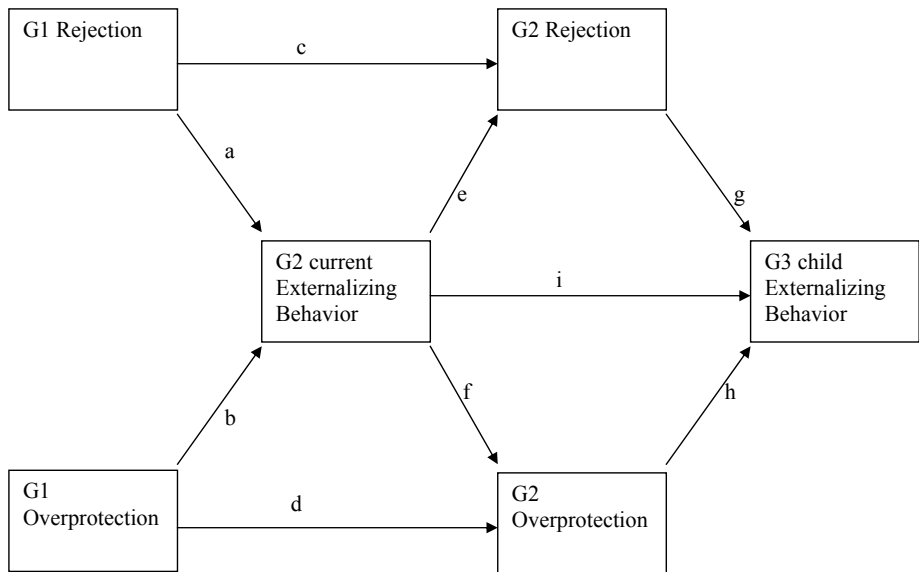 G1 Rejection
c
G2 Rejection
a
e
g
G2 current
Externalizing
Behavior
i
G3 child
Externalizing
Behavior
b
f
h
G1
Overprotection
d
G2
Overprotection